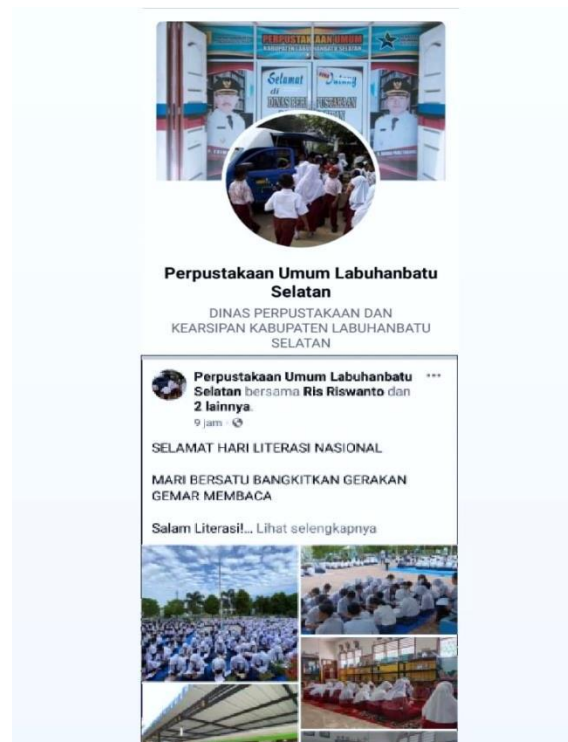 PERPUSTAKAAN UMUM
KABUPATEN LABUHANBATU SELATAN
Selamat Datang
di
DINAS PERPUSTAKAAN
Perpustakaan Umum Labuhanbatu
Selatan
DINAS PERPUSTAKAAN DAN
KEARSIPAN KABUPATEN LABUHANBATU
SELATAN
Perpustakaan Umum Labuhanbatu
Selatan bersama Ris Riswanto dan
2 lainnya.
9 jam
SELAMAT HARI LITERASI NASIONAL
MARI BERSATU BANGKITKAN GERAKAN
GEMAR MEMBACA
Salam Literasi!... Lihat selengkapnya